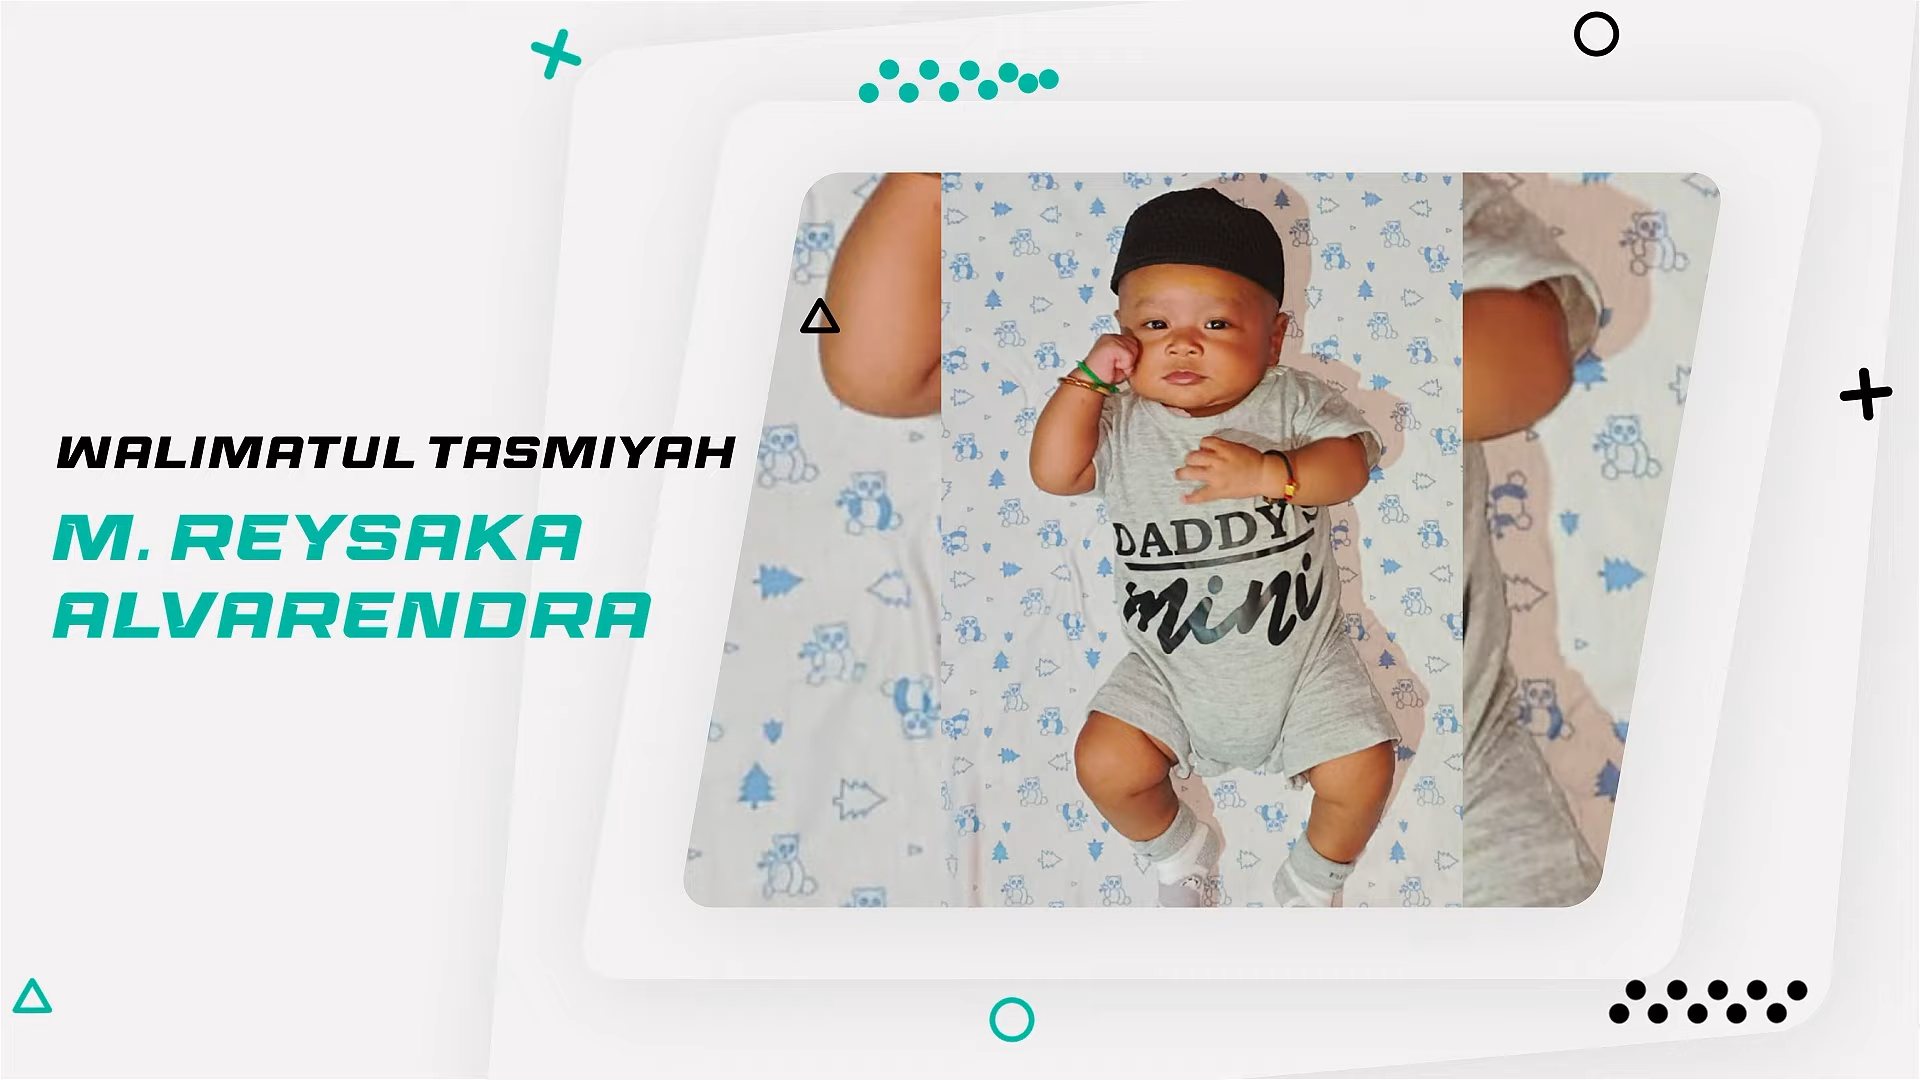 WALIMATUL TASMIYAH
M. REYSAKA
ALVARENDRA
DADDY'S
mini